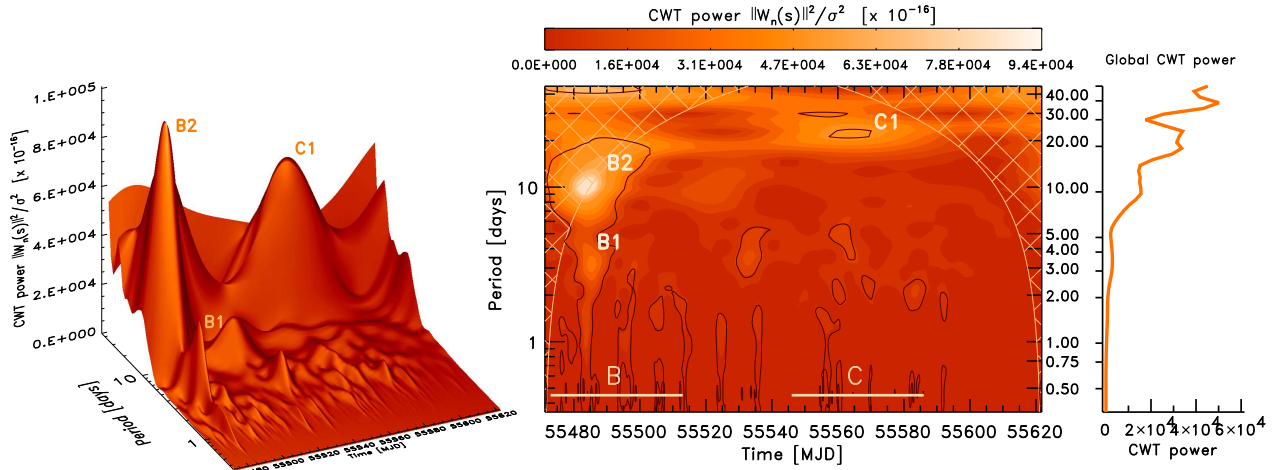 1.E+005
8.E+004
6.E+004
4.E+004
2.E+004
0.E+000
CWT power ||Wn(s)||²/σ² [x 10⁻¹⁶]
B2
C1
B1
10
1
Period [days]
55500
55520
55540
55560
55580
55600
55620
Time [MJD]
CWT power ||Wn(s)||²/σ² [x 10⁻¹⁶]
0.0E+000 1.6E+004 3.1E+004 4.7E+004 6.3E+004 7.8E+004 9.4E+004
C1
B2
B1
B C
10
1
Period [days]
55480 55500 55520 55540 55560 55580 55600 55620
Time [MJD]
Global CWT power
40.00
30.00
20.00
10.00
5.00
4.00
3.00
2.00
1.00
0.75
0.50
0 2×10⁴ 4×10⁴ 6×10⁴
CWT power